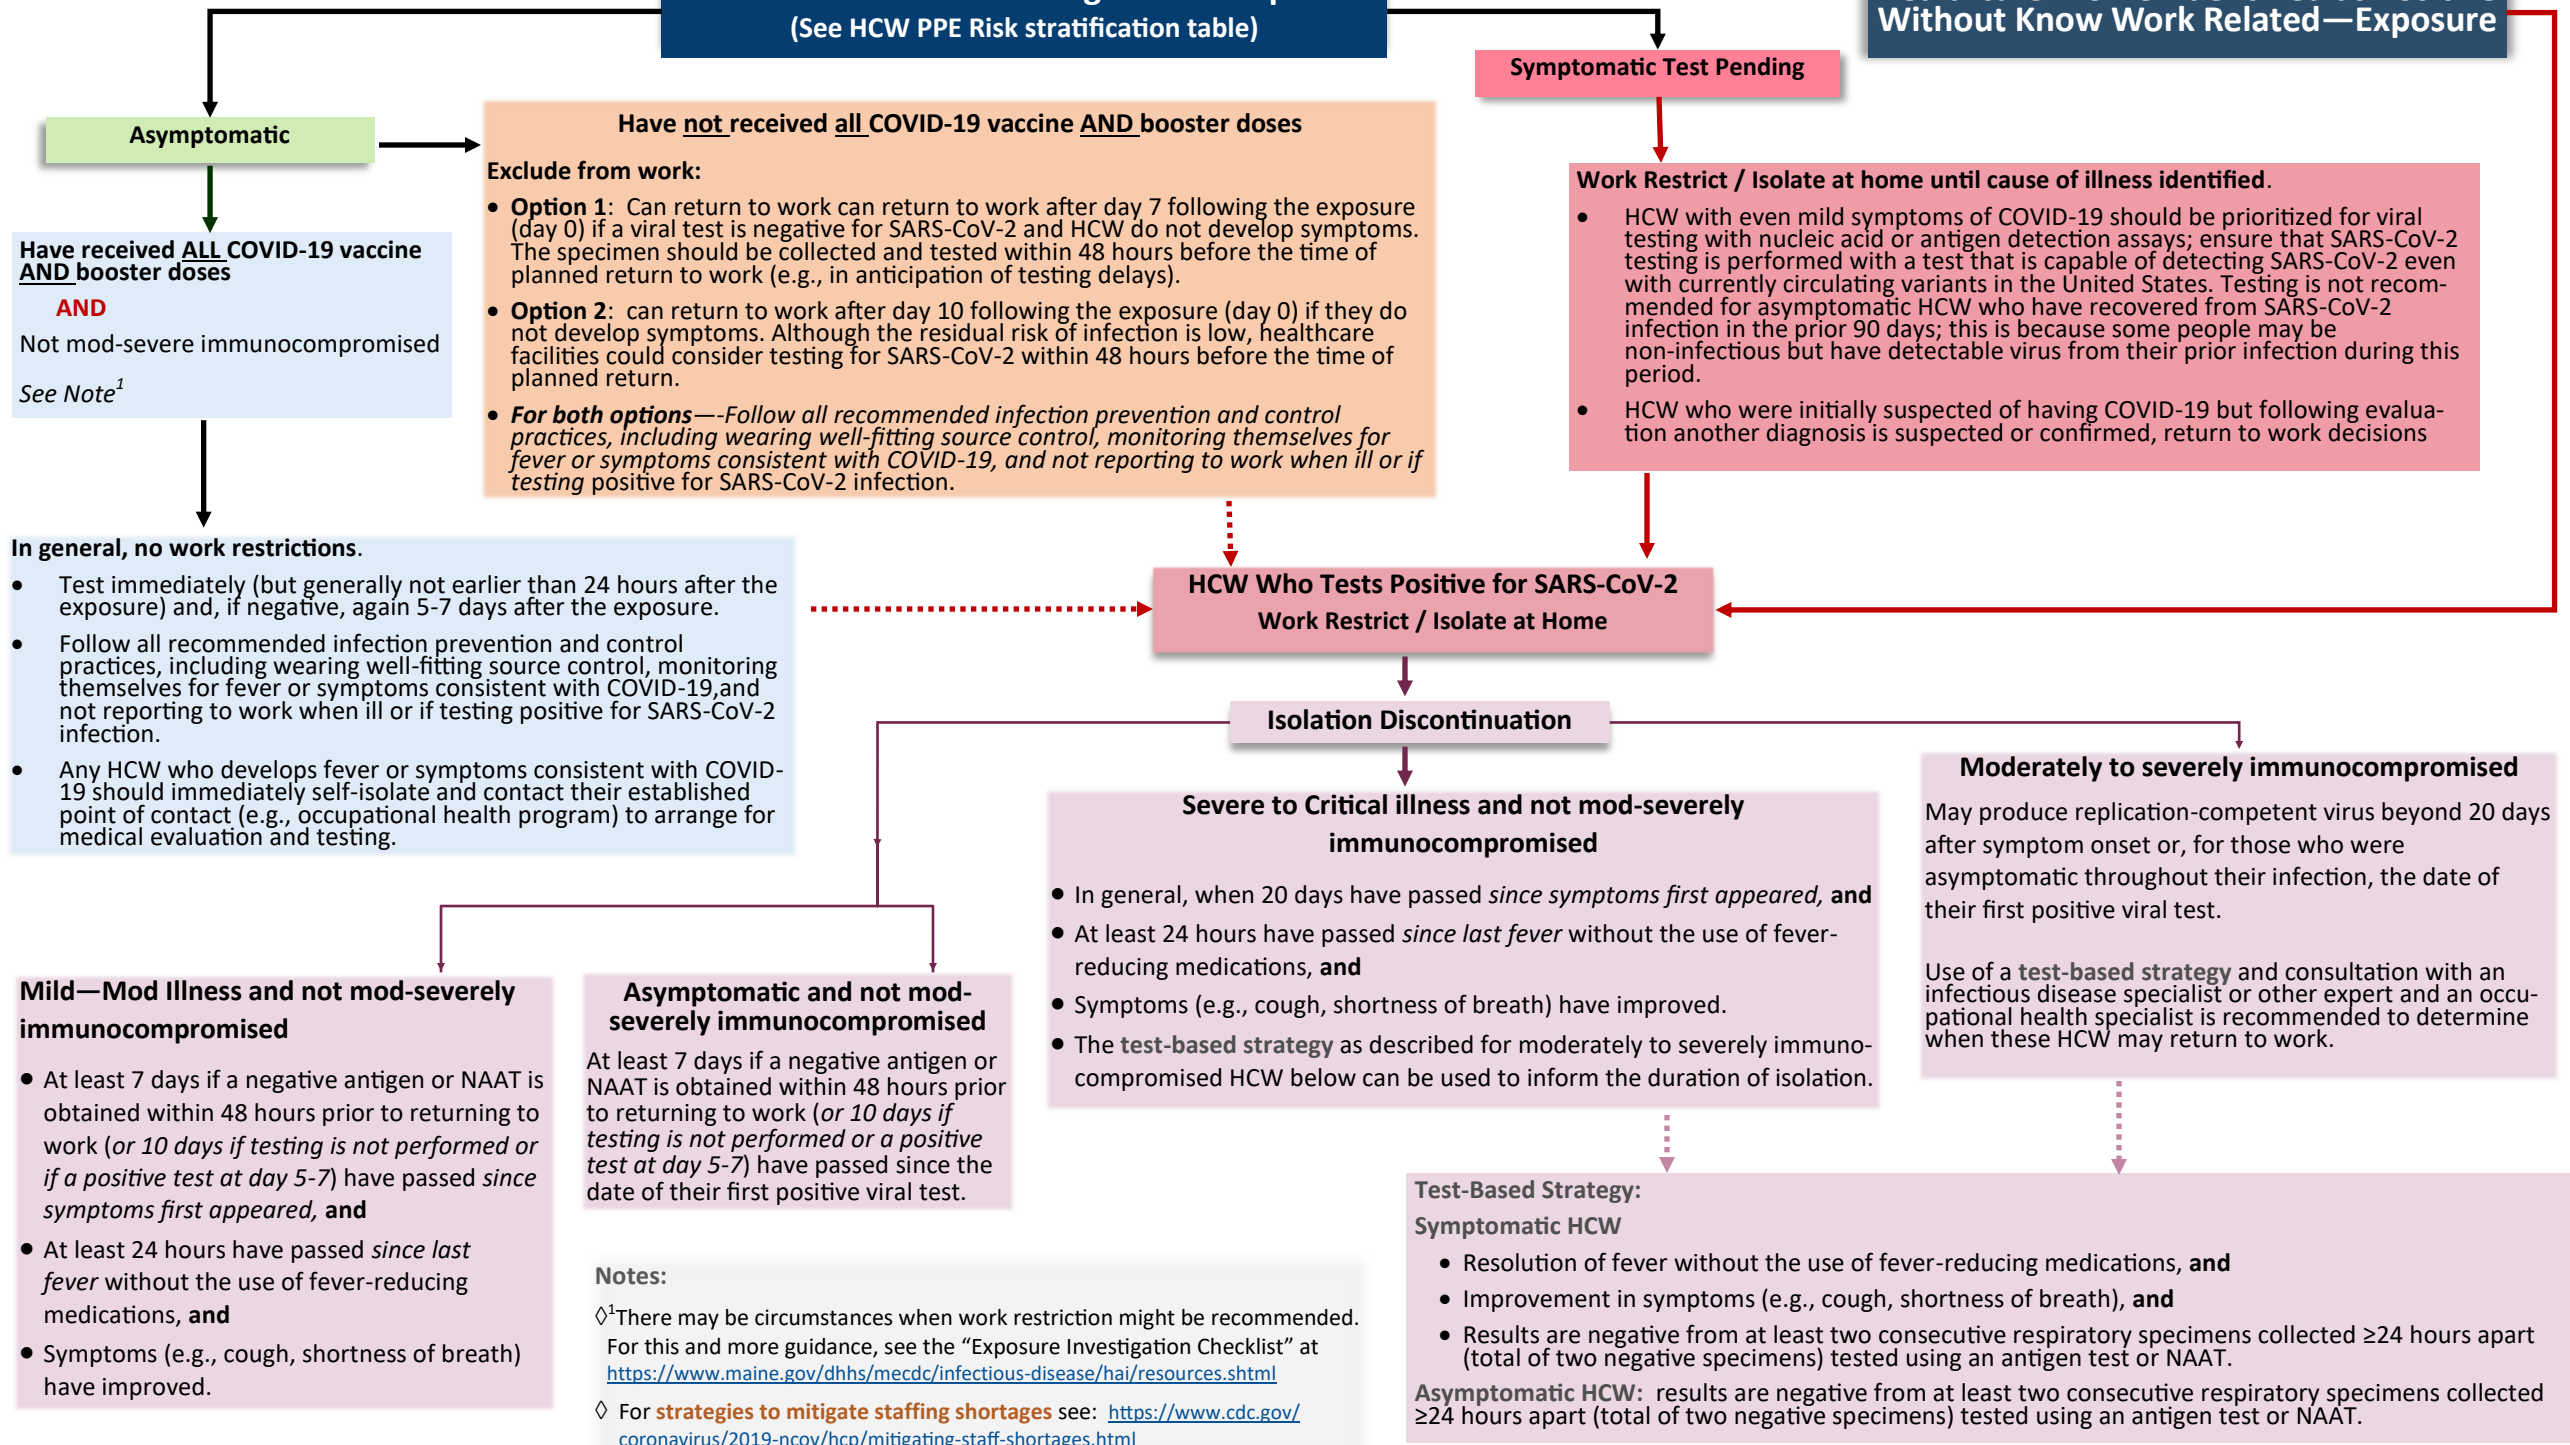 (See HCW PPE Risk stratification table)
Without Know Work Related—Exposure
Symptomatic Test Pending
Asymptomatic
Have not received all COVID-19 vaccine AND booster doses
Exclude from work:
• Option 1: Can return to work can return to work after day 7 following the exposure
(day 0) if a viral test is negative for SARS-CoV-2 and HCW do not develop symptoms.
The specimen should be collected and tested within 48 hours before the time of
planned return to work (e.g., in anticipation of testing delays).
• Option 2: can return to work after day 10 following the exposure (day 0) if they do
not develop symptoms. Although the residual risk of infection is low, healthcare
facilities could consider testing for SARS-CoV-2 within 48 hours before the time of
planned return.
• For both options—-Follow all recommended infection prevention and control
practices, including wearing well-fitting source control, monitoring themselves for
fever or symptoms consistent with COVID-19, and not reporting to work when ill or if
testing positive for SARS-CoV-2 infection.
Work Restrict / Isolate at home until cause of illness identified.
• HCW with even mild symptoms of COVID-19 should be prioritized for viral
testing with nucleic acid or antigen detection assays; ensure that SARS-CoV-2
testing is performed with a test that is capable of detecting SARS-CoV-2 even
with currently circulating variants in the United States. Testing is not recom-
mended for asymptomatic HCW who have recovered from SARS-CoV-2
infection in the prior 90 days; this is because some people may be
non-infectious but have detectable virus from their prior infection during this
period.
• HCW who were initially suspected of having COVID-19 but following evalua-
tion another diagnosis is suspected or confirmed, return to work decisions
Have received ALL COVID-19 vaccine
AND booster doses
AND
Not mod-severe immunocompromised
See Note1
In general, no work restrictions.
• Test immediately (but generally not earlier than 24 hours after the
exposure) and, if negative, again 5-7 days after the exposure.
• Follow all recommended infection prevention and control
practices, including wearing well-fitting source control, monitoring
themselves for fever or symptoms consistent with COVID-19,and
not reporting to work when ill or if testing positive for SARS-CoV-2
infection.
• Any HCW who develops fever or symptoms consistent with COVID-
19 should immediately self-isolate and contact their established
point of contact (e.g., occupational health program) to arrange for
medical evaluation and testing.
HCW Who Tests Positive for SARS-CoV-2
Work Restrict / Isolate at Home
Isolation Discontinuation
Mild—Mod Illness and not mod-severely
immunocompromised
• At least 7 days if a negative antigen or NAAT is
obtained within 48 hours prior to returning to
work (or 10 days if testing is not performed or
if a positive test at day 5-7) have passed since
symptoms first appeared, and
• At least 24 hours have passed since last
fever without the use of fever-reducing
medications, and
• Symptoms (e.g., cough, shortness of breath)
have improved.
Asymptomatic and not mod-
severely immunocompromised
At least 7 days if a negative antigen or
NAAT is obtained within 48 hours prior
to returning to work (or 10 days if
testing is not performed or a positive
test at day 5-7) have passed since the
date of their first positive viral test.
Severe to Critical illness and not mod-severely
immunocompromised
• In general, when 20 days have passed since symptoms first appeared, and
• At least 24 hours have passed since last fever without the use of fever-
reducing medications, and
• Symptoms (e.g., cough, shortness of breath) have improved.
• The test-based strategy as described for moderately to severely immuno-
compromised HCW below can be used to inform the duration of isolation.
Moderately to severely immunocompromised
May produce replication-competent virus beyond 20 days
after symptom onset or, for those who were
asymptomatic throughout their infection, the date of
their first positive viral test.
Use of a test-based strategy and consultation with an
infectious disease specialist or other expert and an occu-
pational health specialist is recommended to determine
when these HCW may return to work.
Test-Based Strategy:
Symptomatic HCW
• Resolution of fever without the use of fever-reducing medications, and
• Improvement in symptoms (e.g., cough, shortness of breath), and
• Results are negative from at least two consecutive respiratory specimens collected ≥24 hours apart
(total of two negative specimens) tested using an antigen test or NAAT.
Asymptomatic HCW: results are negative from at least two consecutive respiratory specimens collected
≥24 hours apart (total of two negative specimens) tested using an antigen test or NAAT.
Notes:
◊1There may be circumstances when work restriction might be recommended.
For this and more guidance, see the “Exposure Investigation Checklist” at
https://www.maine.gov/dhhs/mecdc/infectious-disease/hai/resources.shtml
◊ For strategies to mitigate staffing shortages see: https://www.cdc.gov/
coronavirus/2019-ncov/hcp/mitigating-staff-shortages.html